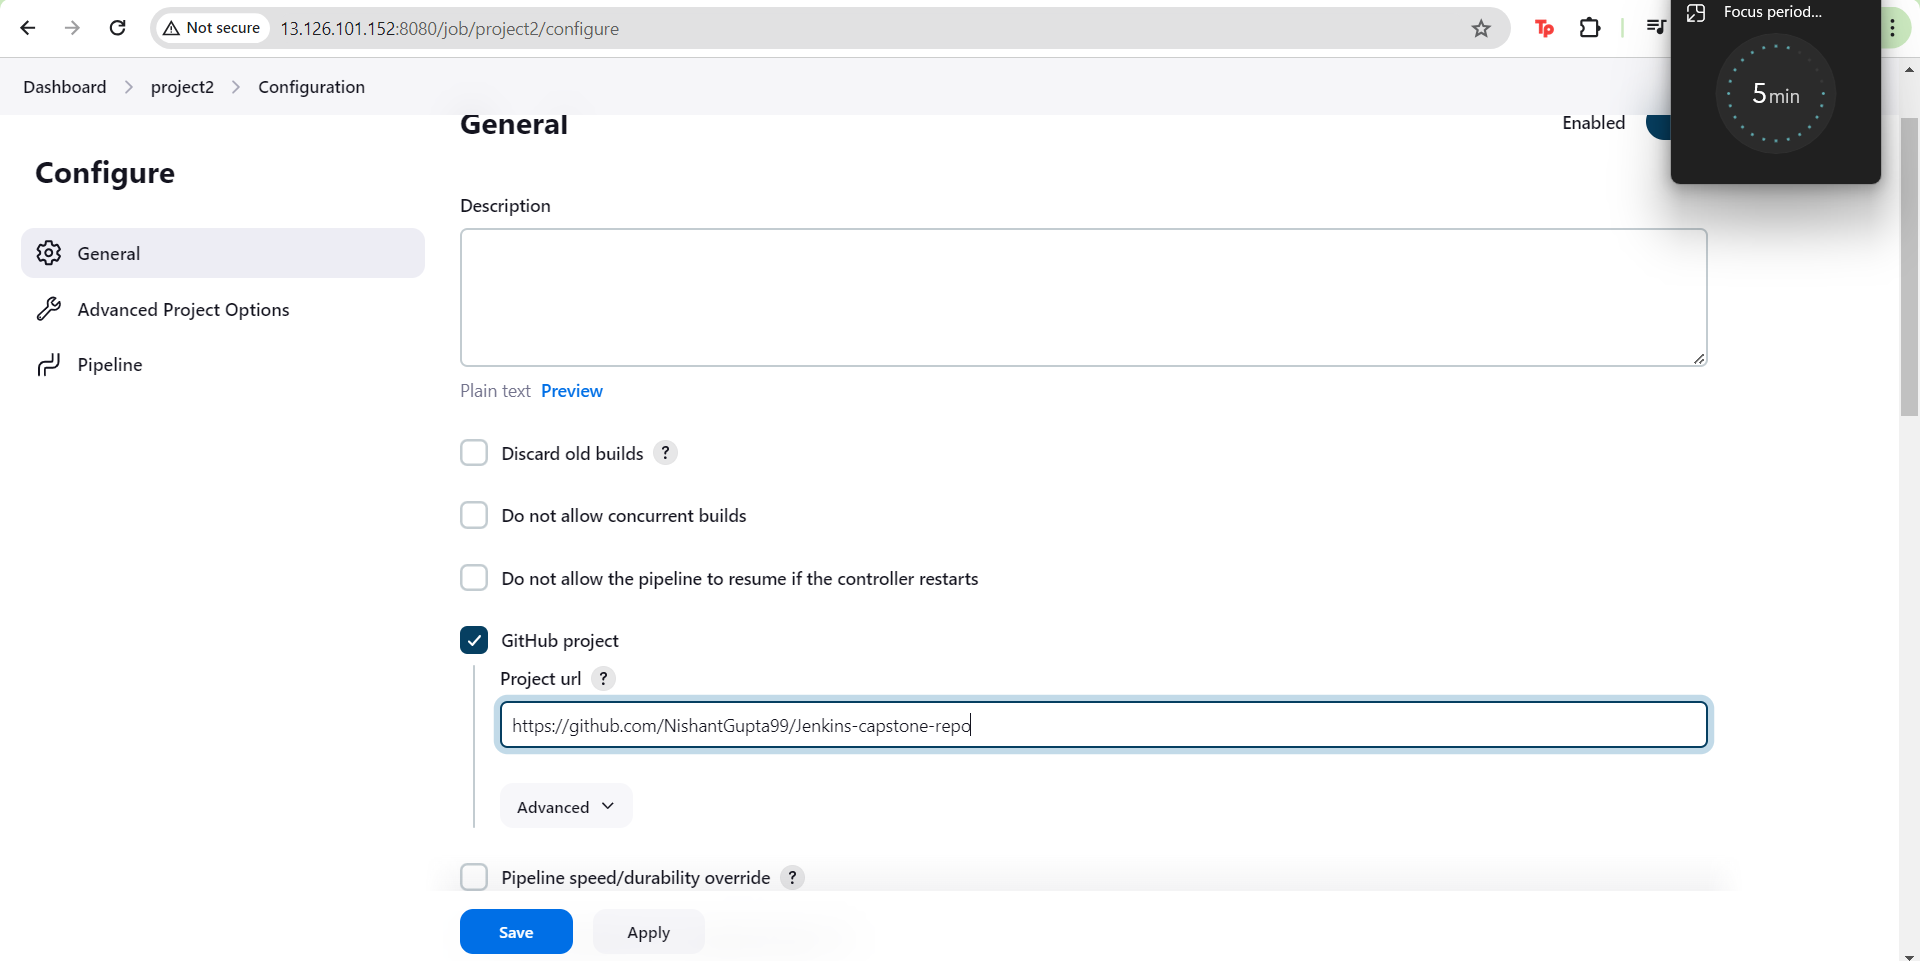 Not secure
13.126.101.152:8080/job/project2/configure
Tp
Focus period...
5 min
Dashboard
project2
Configuration
General
Enabled
Configure
General
Advanced Project Options
Pipeline
Description
Plain text Preview
Discard old builds ?
Do not allow concurrent builds
Do not allow the pipeline to resume if the controller restarts
GitHub project
Project url ?
https://github.com/NishantGupta99/Jenkins-capstone-repo
Advanced
Pipeline speed/durability override ?
Save
Apply